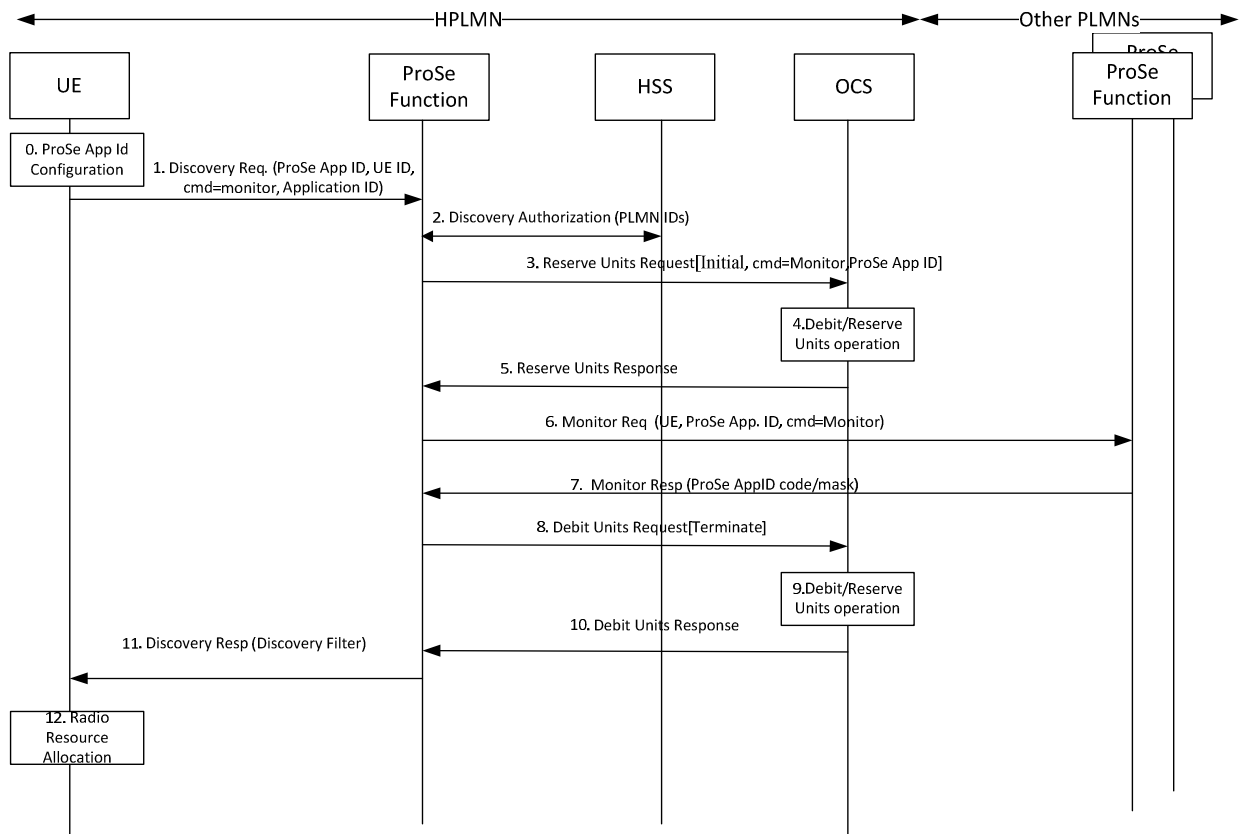 HPLMN
Other PLMNs
UE
ProSe
Function
HSS
OCS
ProSe
ProSe
Function
0. ProSe App Id
Configuration
1. Discovery Req. (ProSe App ID, UE ID,
cmd=monitor, Application ID)
2. Discovery Authorization (PLMN IDs)
3. Reserve Units Request[Initial, cmd=Monitor,ProSe App ID]
4.Debit/Reserve
Units operation
5. Reserve Units Response
6. Monitor Req (UE, ProSe App. ID, cmd=Monitor)
7. Monitor Resp (ProSe AppID code/mask)
8. Debit Units Request[Terminate]
9.Debit/Reserve
Units operation
10. Debit Units Response
11. Discovery Resp (Discovery Filter)
12. Radio
Resource
Allocation